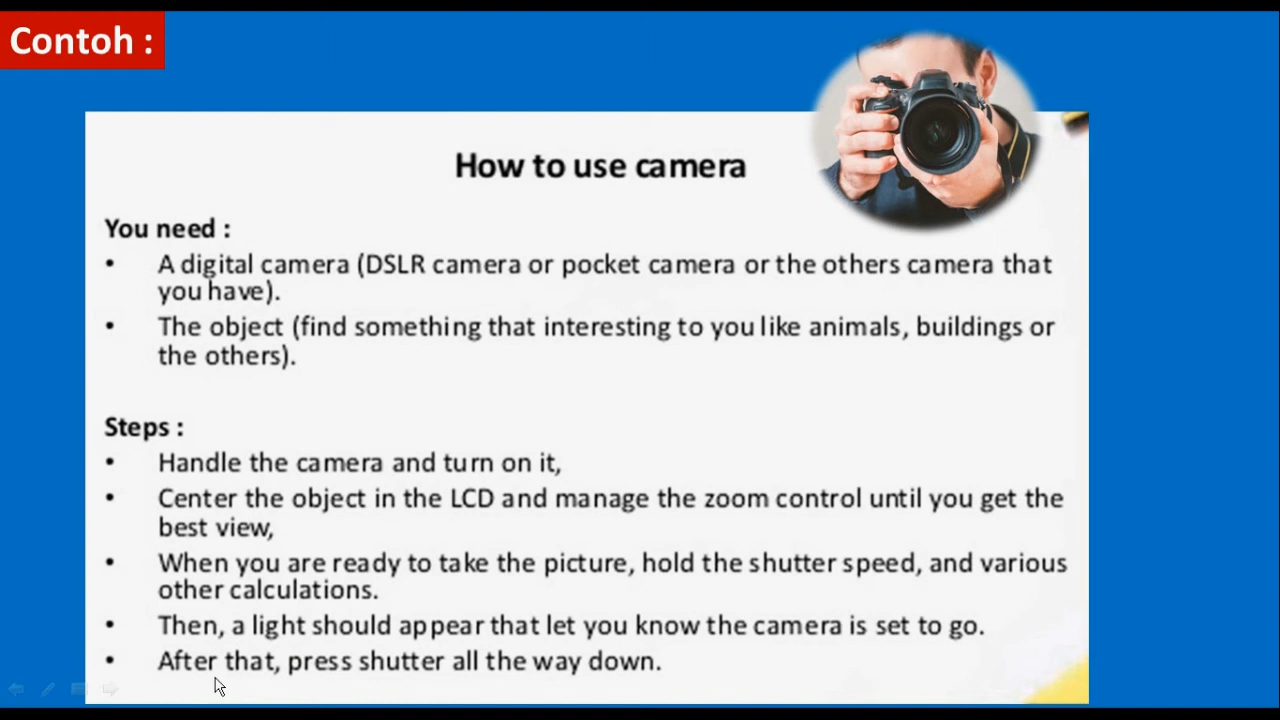 Contoh :
How to use camera
You need :
• A digital camera (DSLR camera or pocket camera or the others camera that
you have).
• The object (find something that interesting to you like animals, buildings or
the others).
Steps :
• Handle the camera and turn on it,
• Center the object in the LCD and manage the zoom control until you get the
best view,
• When you are ready to take the picture, hold the shutter speed, and various
other calculations.
• Then, a light should appear that let you know the camera is set to go.
• After that, press shutter all the way down.